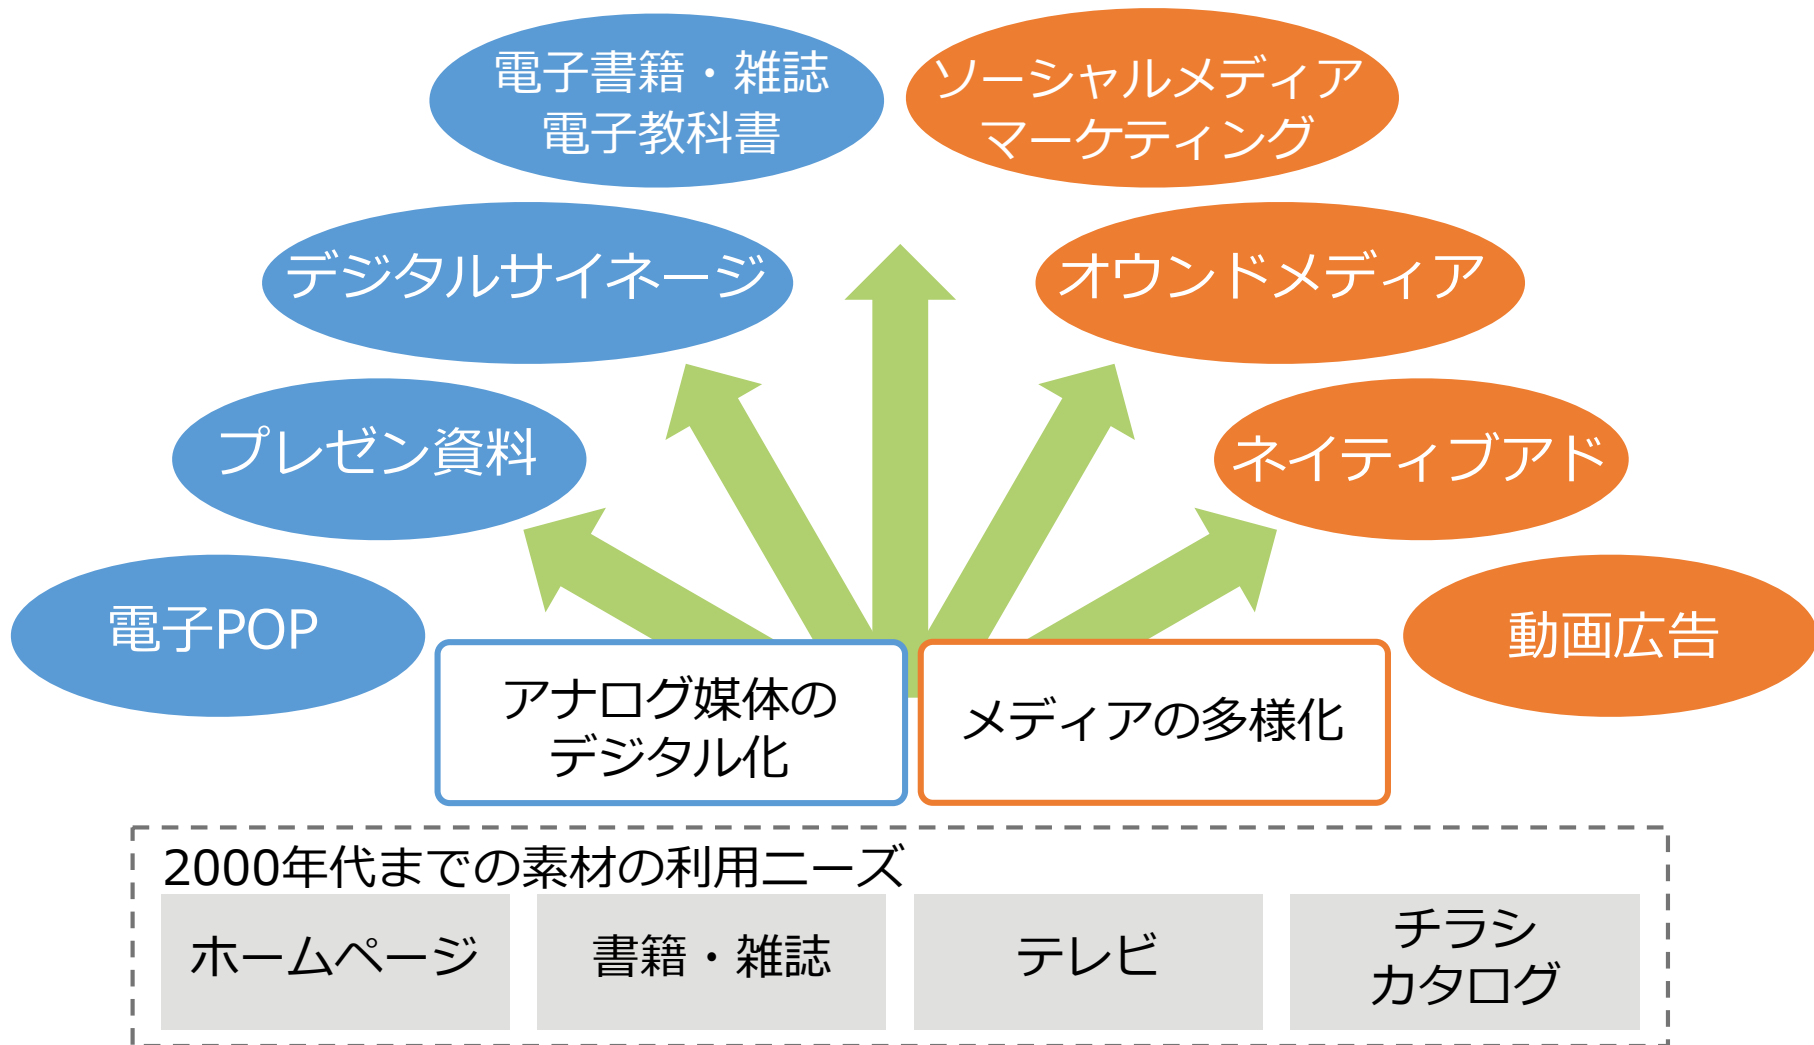 電子書籍・雑誌
電子教科書
ソーシャルメディア
マーケティング
デジタルサイネージ
オウンドメディア
プレゼン資料
ネイティブアド
電子POP
動画広告
アナログ媒体の
デジタル化
メディアの多様化
2000年代までの素材の利用ニーズ
ホームページ
書籍・雑誌
テレビ
チラシ
カタログ